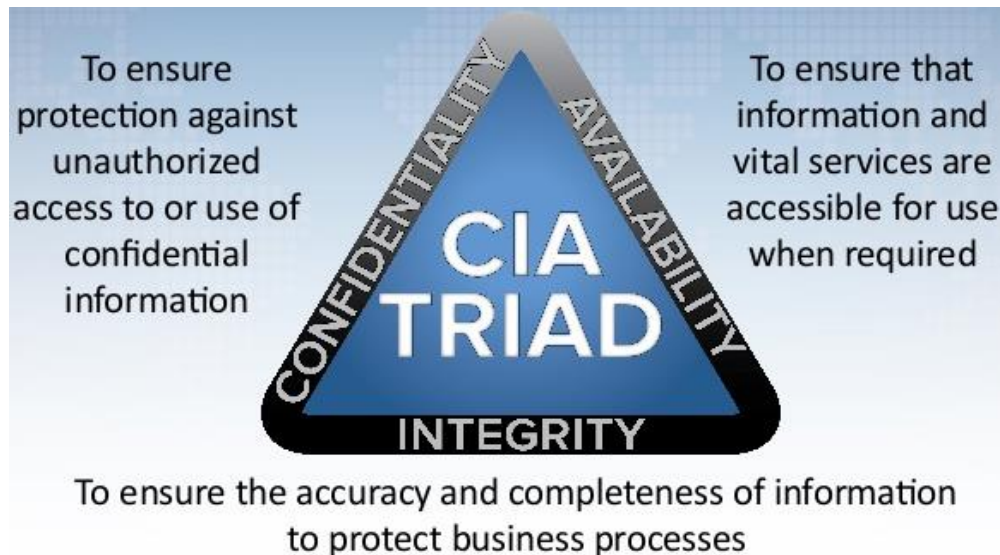 To ensure
protection against
unauthorized
access to or use of
confidential
information
CONFIDENTIALITY
AVAILABILITY
CIA
TRIAD
INTEGRITY
To ensure that
information and
vital services are
accessible for use
when required
To ensure the accuracy and completeness of information
to protect business processes